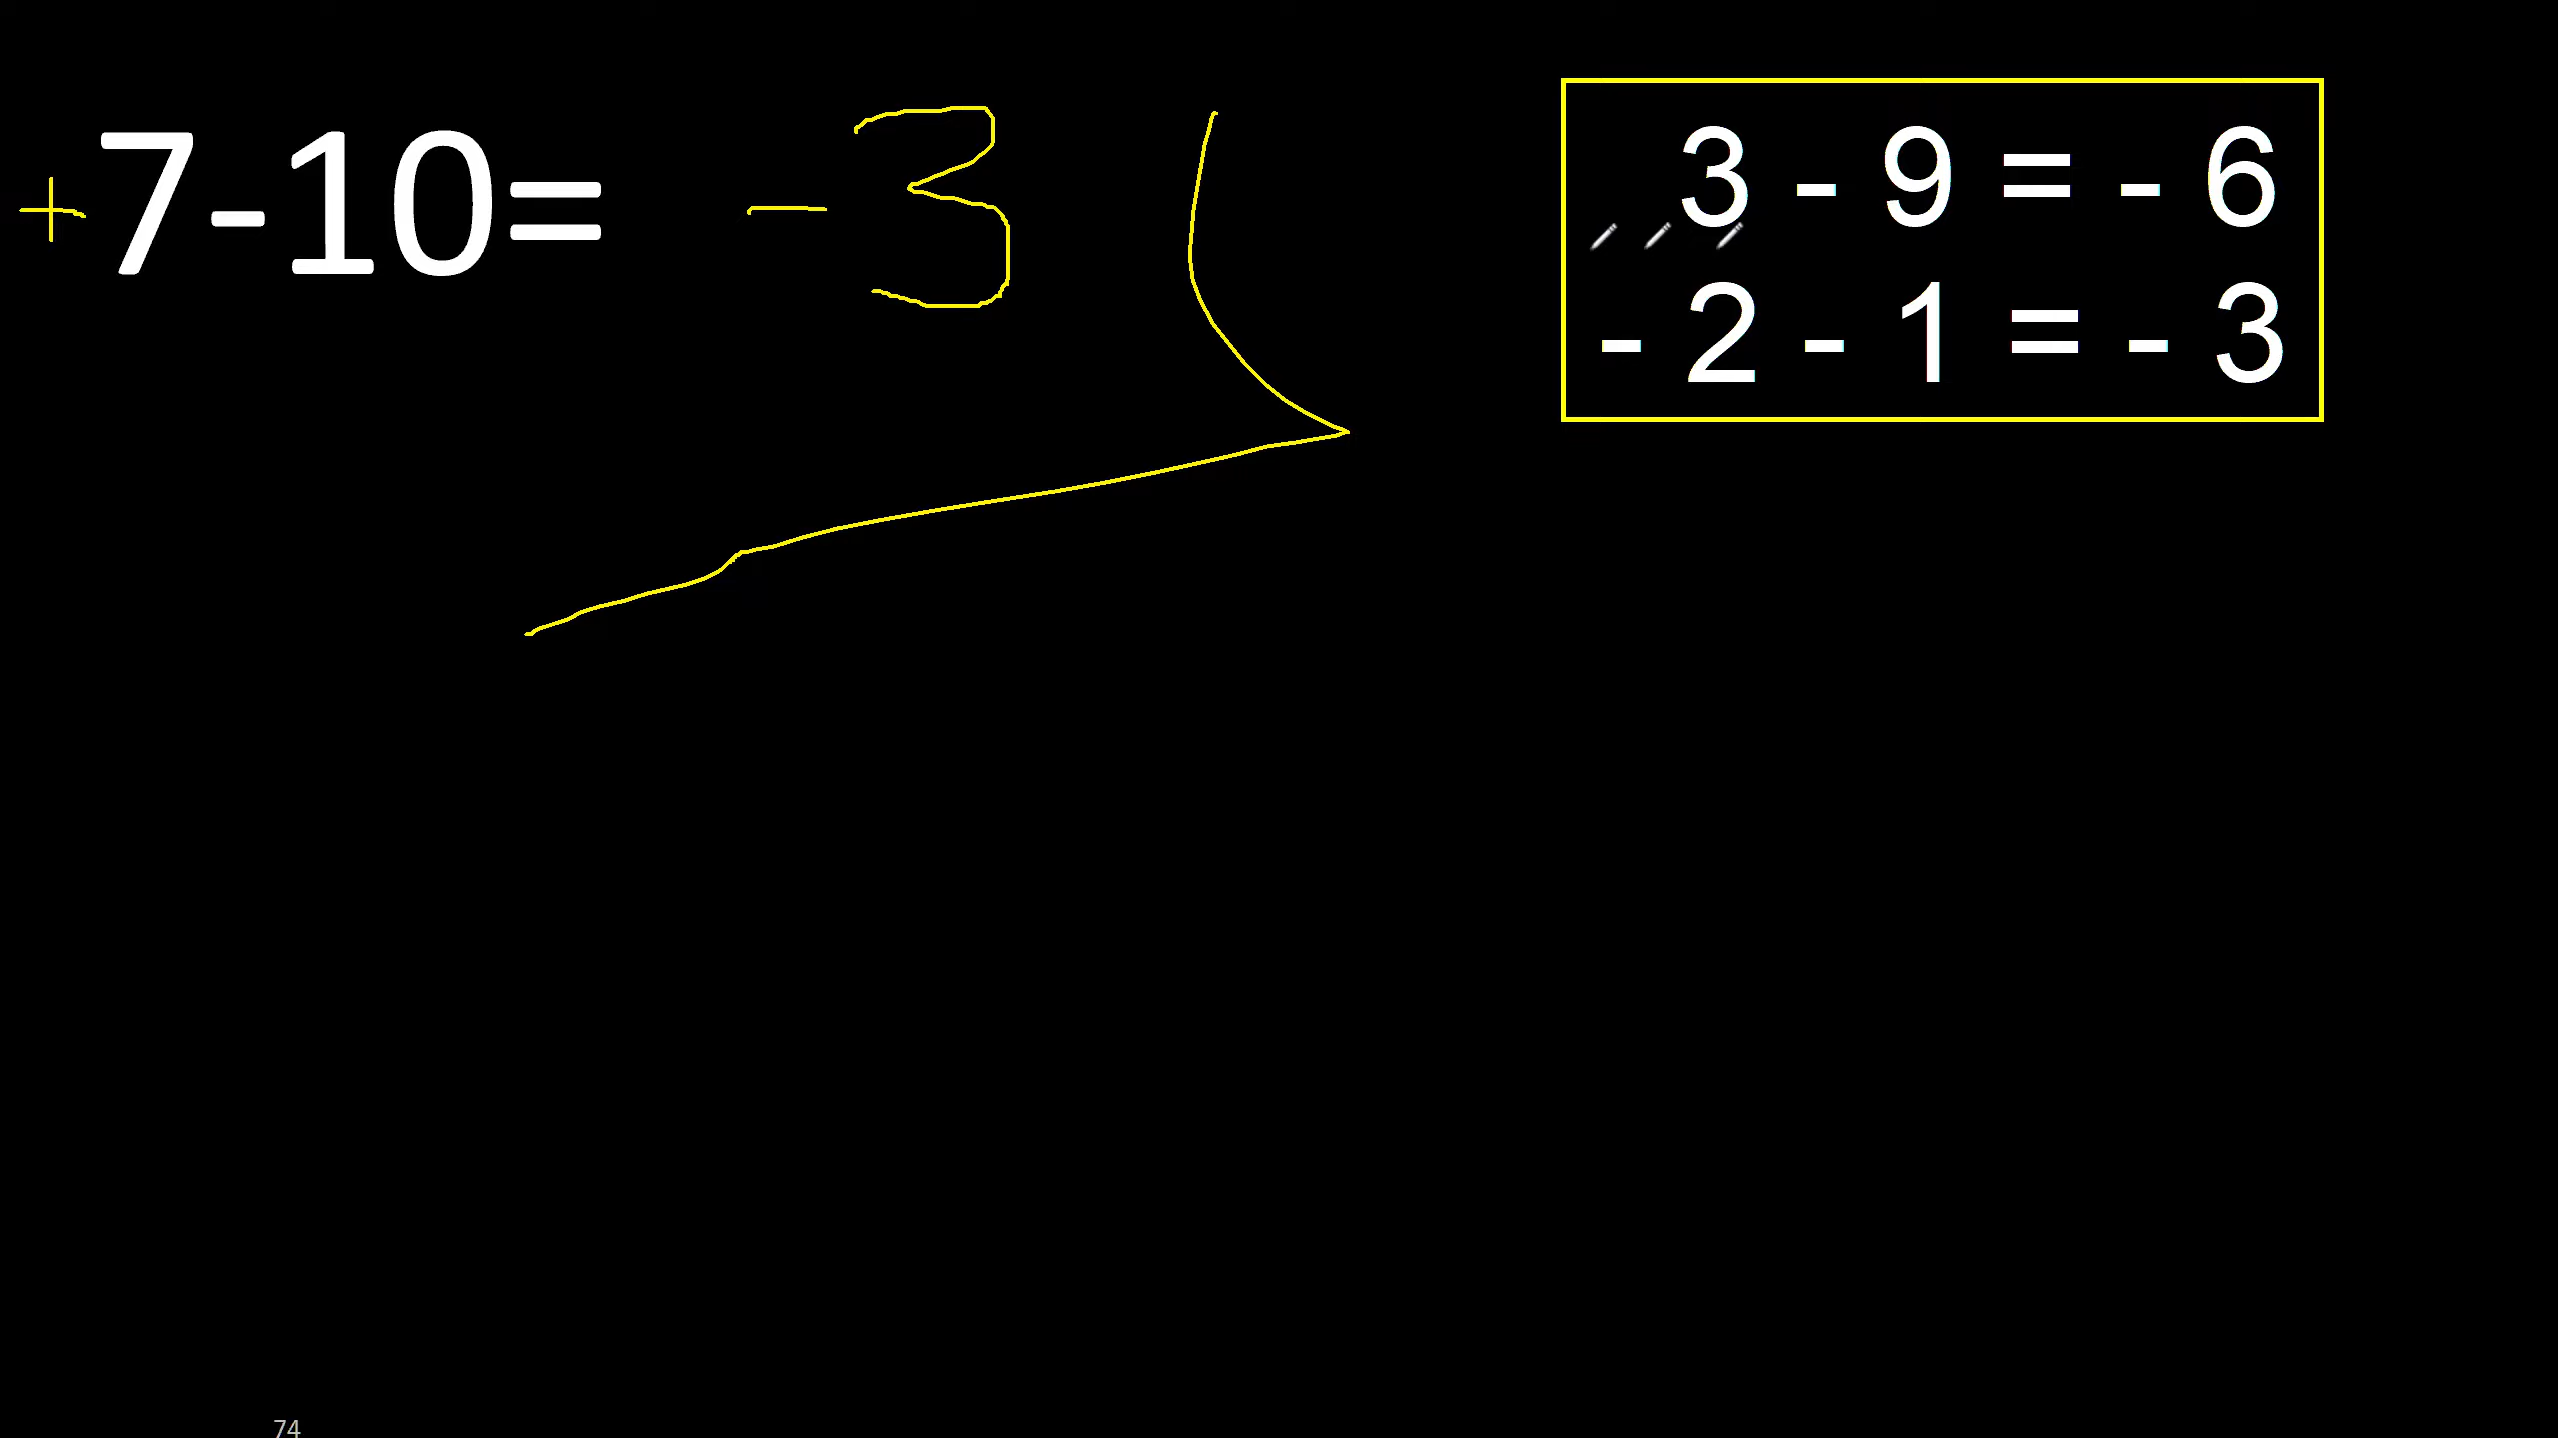 +7-10= -3
3 - 9 = - 6
- 2 - 1 = - 3
74